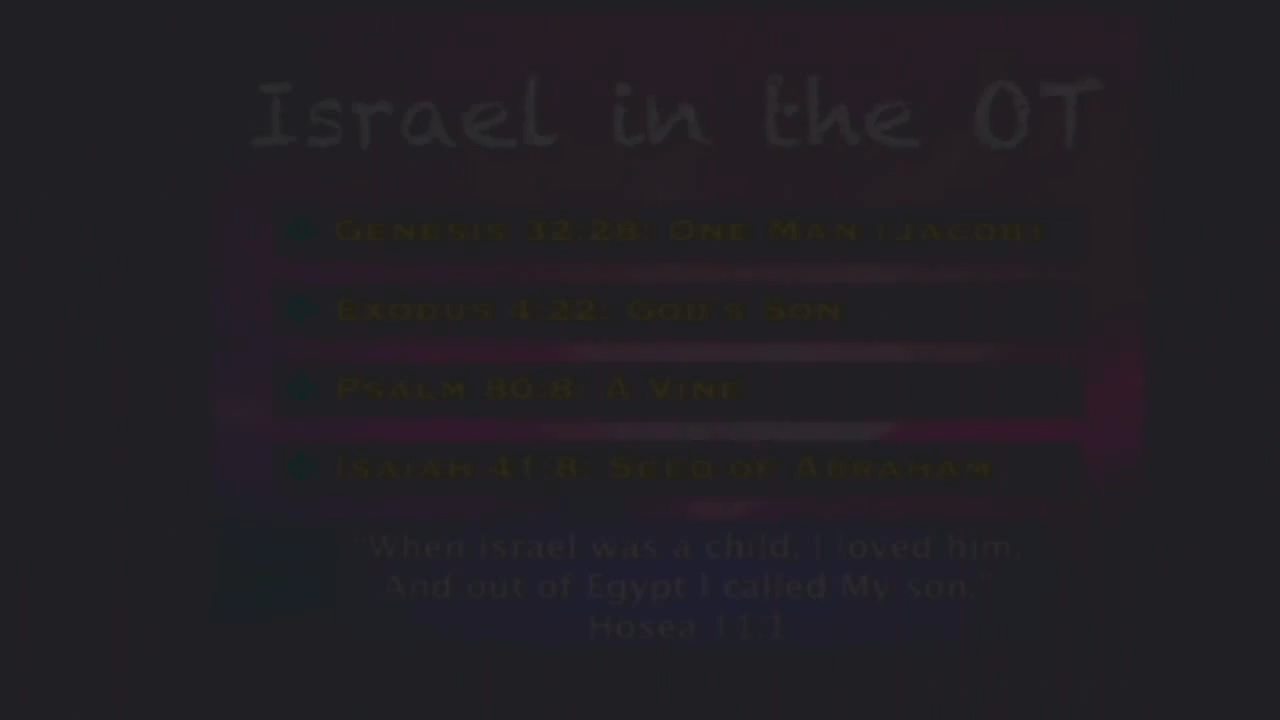 Israel in the OT
GENESIS 32:28: ONE MAN (JACOB)
EXODUS 4:22: GOD'S SON
PSALM 80:8: A VINE
ISAIAH 41:8: SEED OF ABRAHAM
"When Israel was a child, I loved him,
And out of Egypt I called My son."
Hosea 11:1